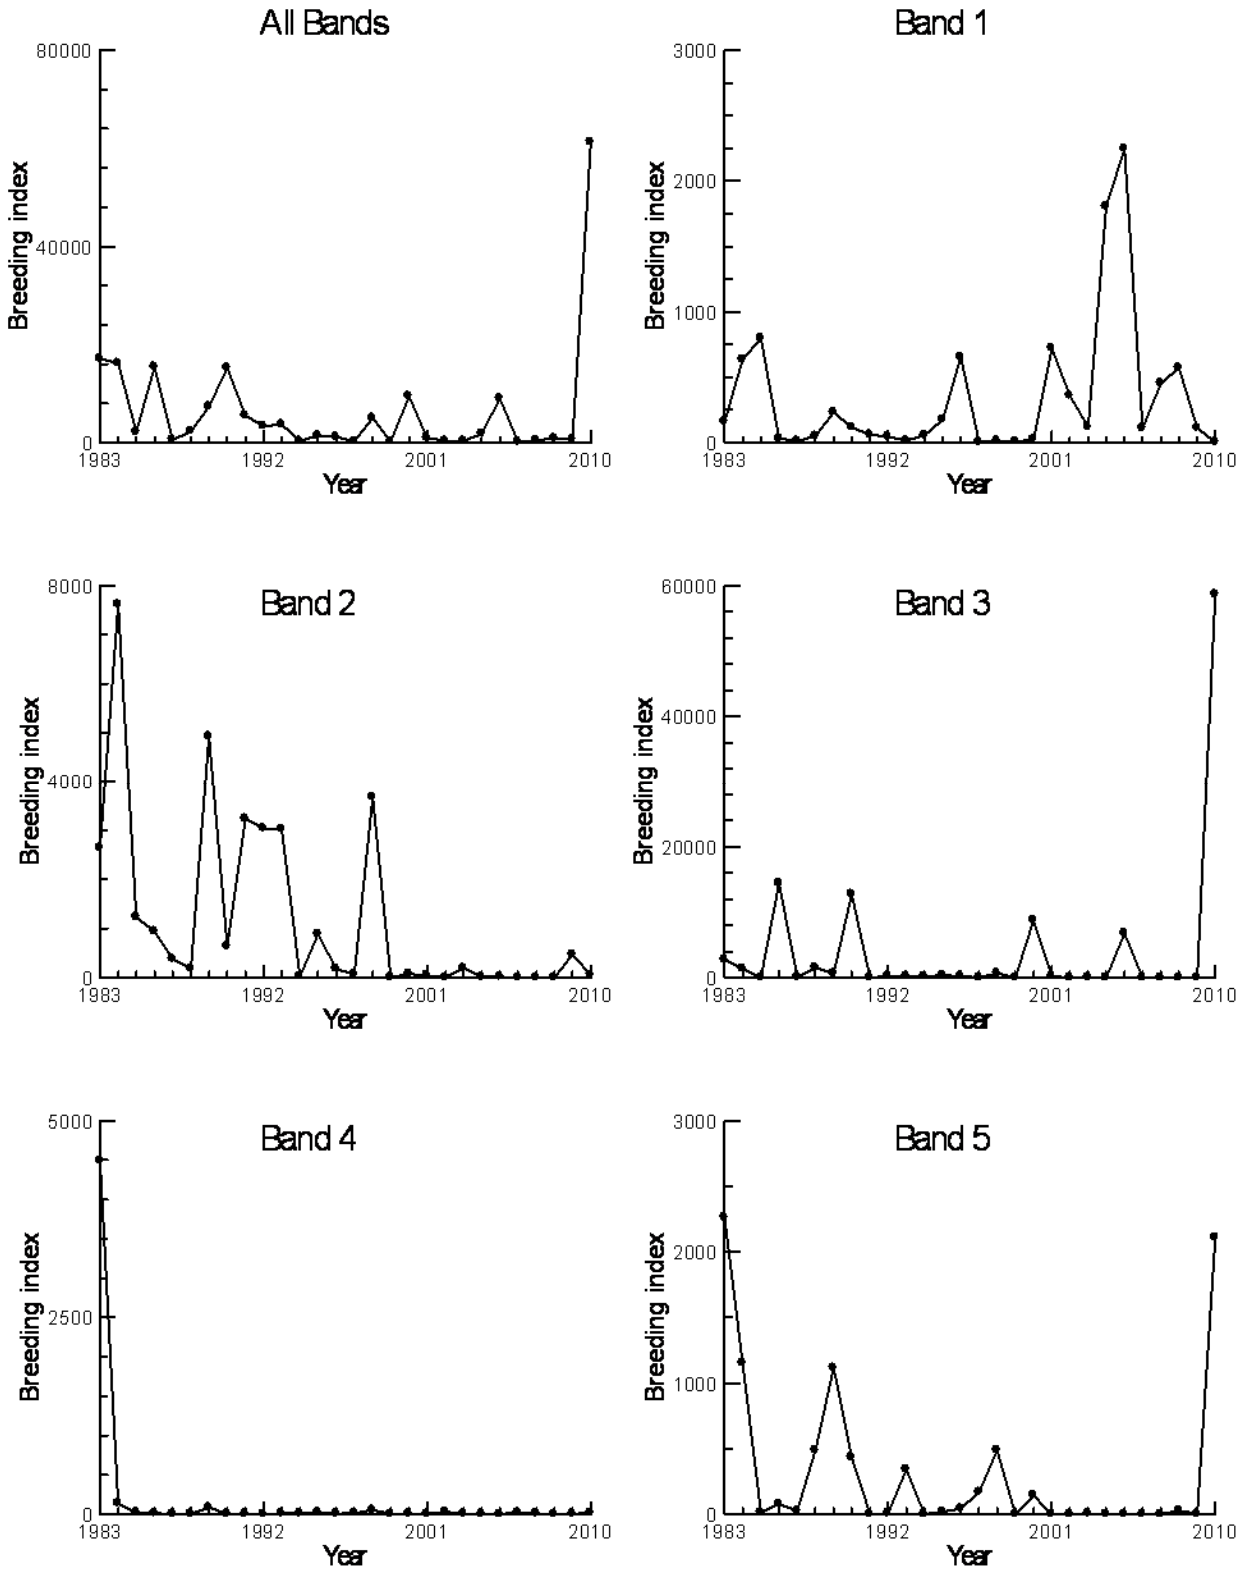 All Bands
80000
40000
0
Breeding index
1983 1992 2001 2010
Year
Band 1
3000
2000
1000
0
Breeding index
1983 1992 2001 2010
Year
Band 2
8000
4000
0
Breeding index
1983 1992 2001 2010
Year
Band 3
60000
40000
20000
0
Breeding index
1983 1992 2001 2010
Year
Band 4
5000
2500
0
Breeding index
1983 1992 2001 2010
Year
Band 5
3000
2000
1000
0
Breeding index
1983 1992 2001 2010
Year